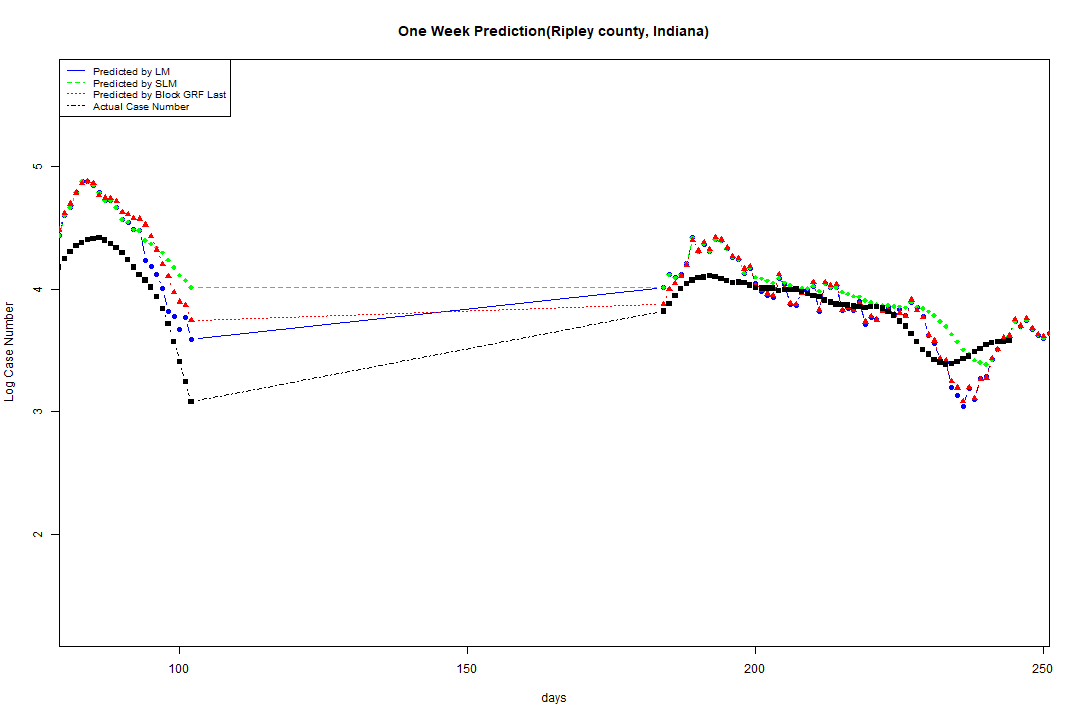 One Week Prediction(Ripley county, Indiana)
Predicted by LM
Predicted by SLM
Predicted by Block GRF Last
Actual Case Number
5
4
3
2
Log Case Number
100 150 200 250
days